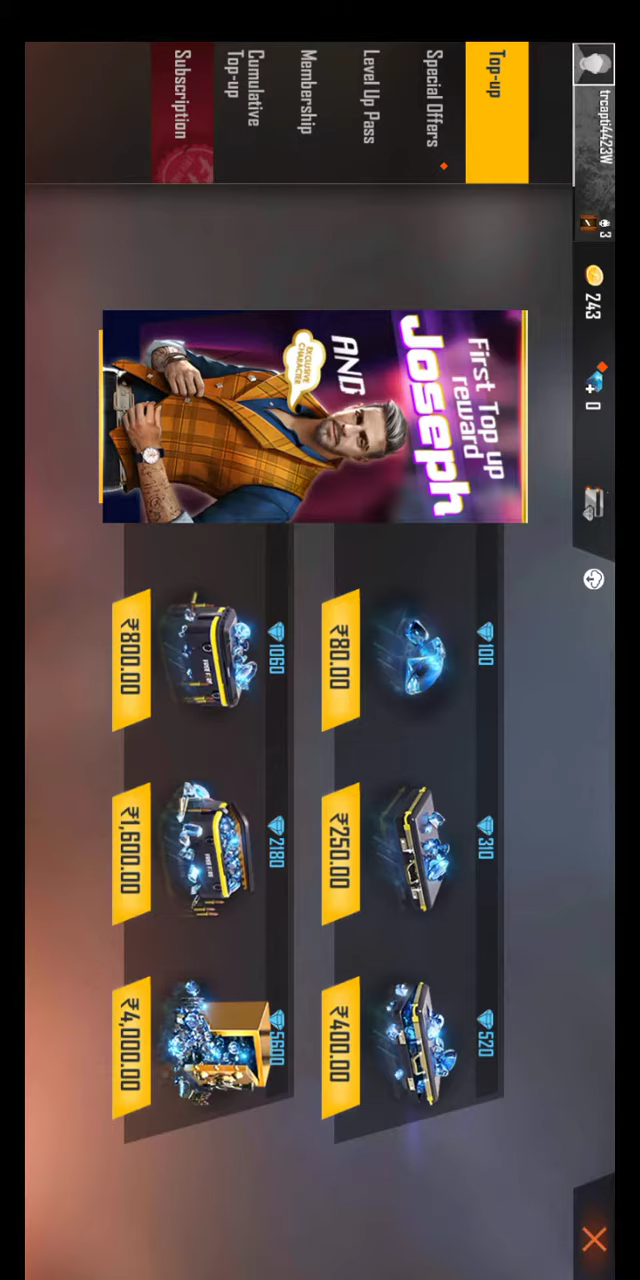 trcapti4423W
3
243
+ 0
Top-up
Special Offers
Level Up Pass
Membership
Cumulative
Top-up
Subscription
First Top up
reward
Joseph
AND
EXCLUSIVE
CHARACTER
100
₹80.00
310
₹250.00
520
₹400.00
1060
₹800.00
2180
₹1,600.00
5600
₹4,000.00